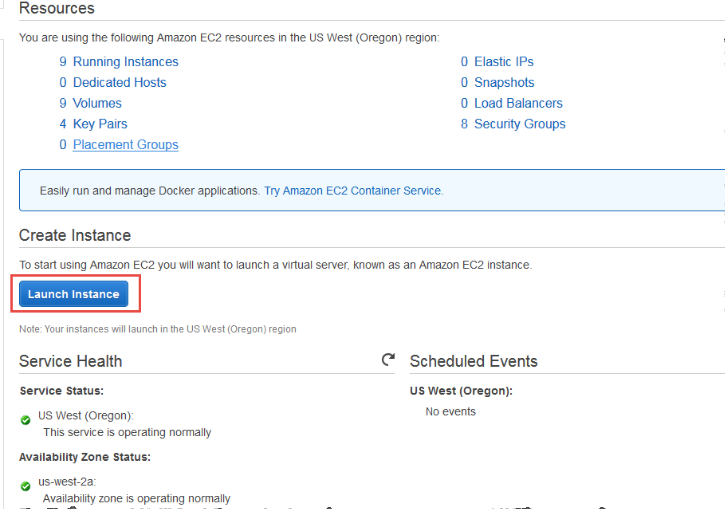 Resources
You are using the following Amazon EC2 resources in the US West (Oregon) region:
9 Running Instances
0 Elastic IPs
0 Dedicated Hosts
0 Snapshots
9 Volumes
0 Load Balancers
4 Key Pairs
8 Security Groups
0 Placement Groups
Easily run and manage Docker applications. Try Amazon EC2 Container Service.
Create Instance
To start using Amazon EC2 you will want to launch a virtual server, known as an Amazon EC2 instance.
Launch Instance
Note: Your instances will launch in the US West (Oregon) region
Service Health
Scheduled Events
Service Status:
US West (Oregon):
US West (Oregon):
No events
This service is operating normally
Availability Zone Status:
us-west-2a:
Availability zone is operating normally